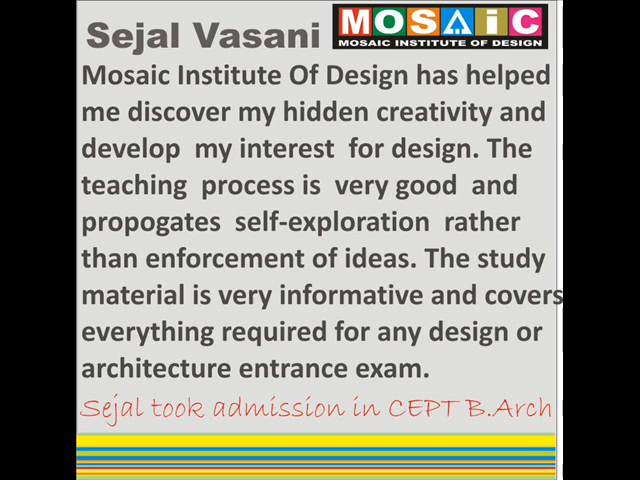 Sejal Vasani
MOSAiC
MOSAIC INSTITUTE OF DESIGN
Mosaic Institute Of Design has helped
me discover my hidden creativity and
develop my interest for design. The
teaching process is very good and
propogates self-exploration rather
than enforcement of ideas. The study
material is very informative and covers
everything required for any design or
architecture entrance exam.
Sejal took admission in CEPT B.Arch